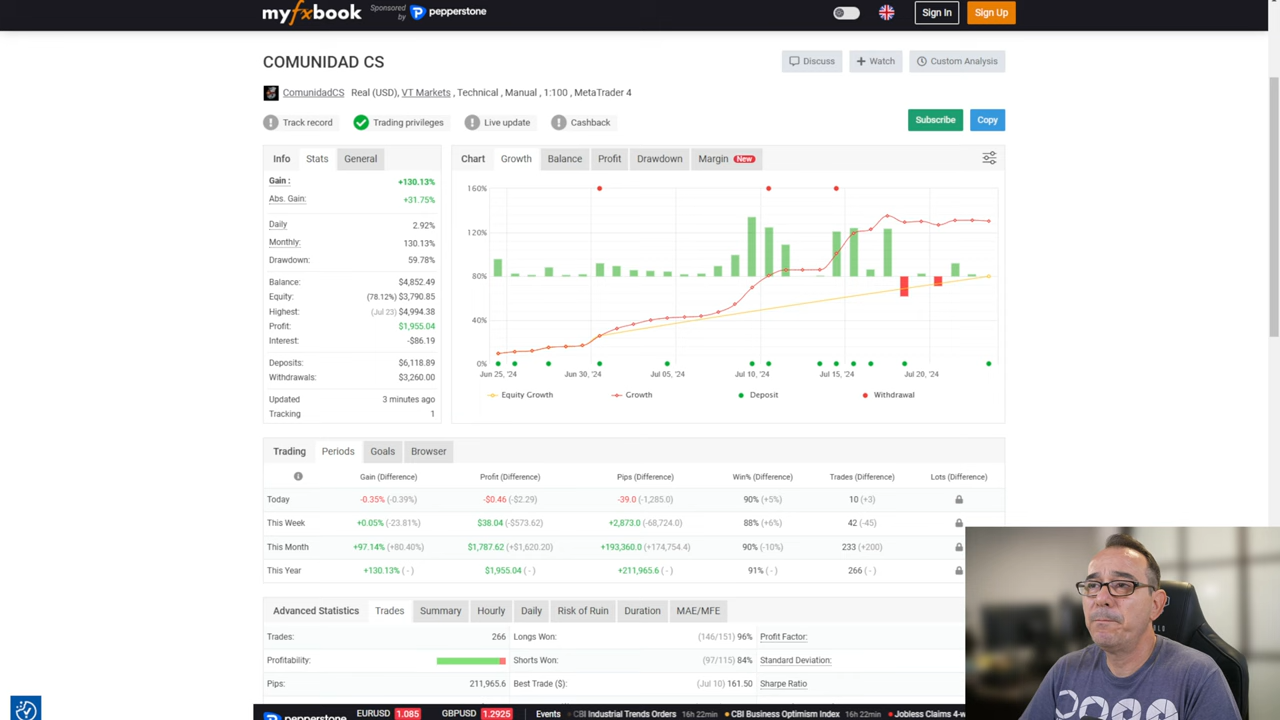 myfxbook Sponsored by pepperstone Sign In Sign Up
COMUNIDAD CS Discuss Watch Custom Analysis
ComunidadCS Real (USD), VT Markets , Technical , Manual , 1:100 , MetaTrader 4
Track record Trading privileges Live update Cashback Subscribe Copy
Info Stats General
Gain : +130.13%
Abs. Gain: +31.75%
Daily 2.92%
Monthly: 130.13%
Drawdown: 59.78%
Balance: $4,852.49
Equity: (78.12%) $3,790.85
Highest: (Jul 23) $4,994.38
Profit: $1,955.04
Interest: -$86.19
Deposits: $6,118.89
Withdrawals: $3,260.00
Updated 3 minutes ago
Tracking 1
Chart Growth Balance Profit Drawdown Margin New
160%
120%
80%
40%
0%
Jun 25, '24 Jun 30, '24 Jul 05, '24 Jul 10, '24 Jul 15, '24 Jul 20, '24
Equity Growth Growth Deposit Withdrawal
Trading Periods Goals Browser
Gain (Difference) Profit (Difference) Pips (Difference) Win% (Difference) Trades (Difference) Lots (Difference)
Today -0.35% (-0.39%) -$0.46 (-$2.29) -39.0 (-1,285.0) 90% (+5%) 10 (+3)
This Week +0.05% (-23.81%) $38.04 (-$573.62) +2,873.0 (-68,724.0) 88% (+6%) 42 (-45)
This Month +97.14% (+80.40%) $1,787.62 (+$1,620.20) +193,360.0 (+174,754.4) 90% (-10%) 233 (+200)
This Year +130.13% ( - ) $1,955.04 ( - ) +211,965.6 ( - ) 91% ( - ) 266 ( - )
Advanced Statistics Trades Summary Hourly Daily Risk of Ruin Duration MAE/MFE
Trades: 266 Longs Won: (146/151) 96% Profit Factor:
Profitability: Shorts Won: (97/115) 84% Standard Deviation:
Pips: 211,965.6 Best Trade ($): (Jul 10) 161.50 Sharpe Ratio
pepperstone EURUSD 1.085 GBPUSD 1.2925 Events CBI Industrial Trends Orders 16h 22min CBI Business Optimism Index 16h 22min Jobless Claims 4-w